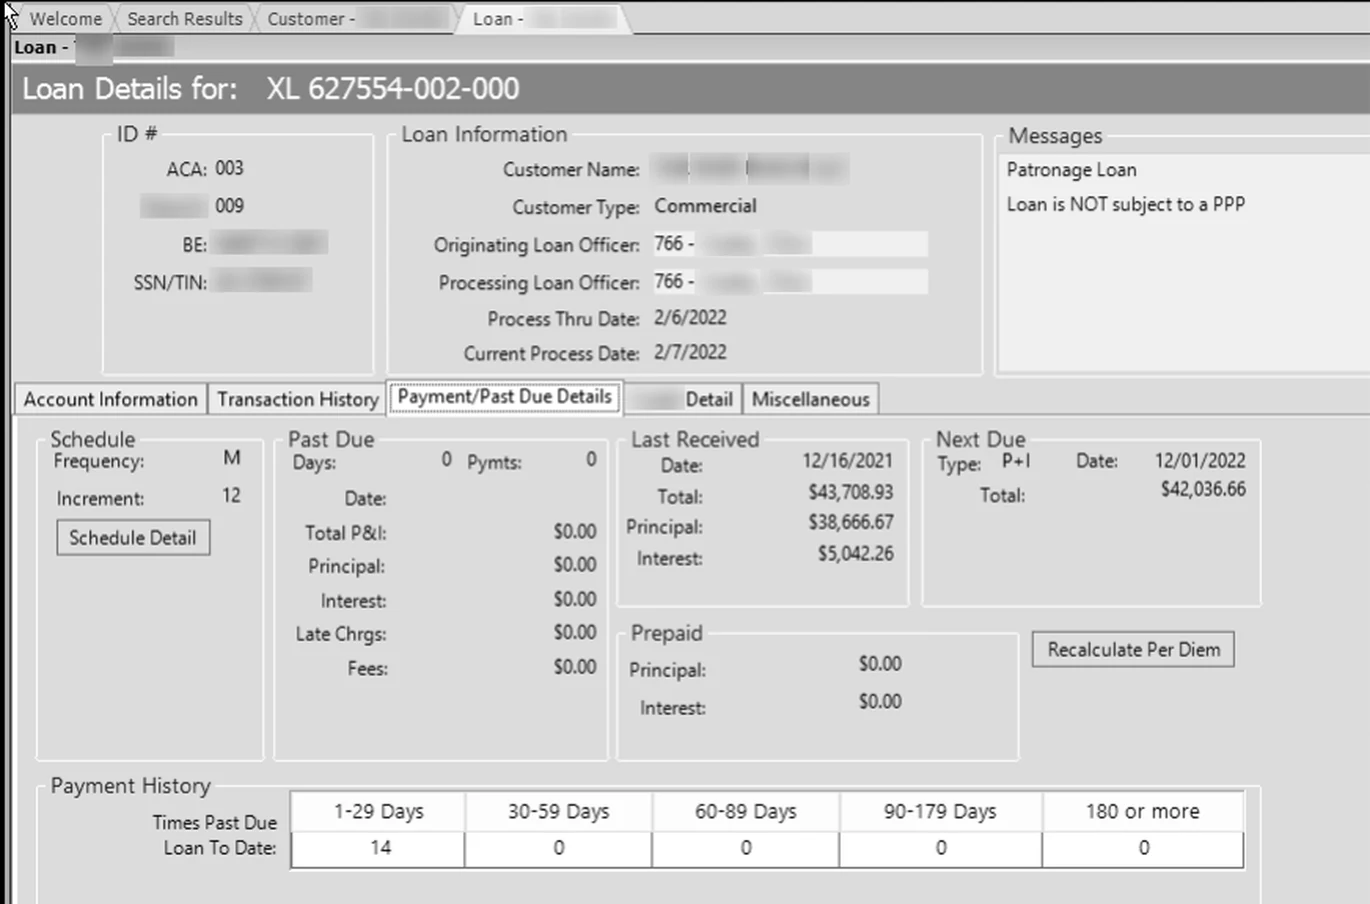 Welcome
Search Results
Customer -
Loan -
Loan -
Loan Details for: XL 627554-002-000
ID #
ACA: 003
009
BE:
SSN/TIN:
Loan Information
Customer Name:
Customer Type: Commercial
Originating Loan Officer: 766 -
Processing Loan Officer: 766 -
Process Thru Date: 2/6/2022
Current Process Date: 2/7/2022
Messages
Patronage Loan
Loan is NOT subject to a PPP
Account Information
Transaction History
Payment/Past Due Details
Detail
Miscellaneous
Schedule
Frequency: M
Increment: 12
Schedule Detail
Past Due
Days: 0 Pymts: 0
Date:
Total P&I: $0.00
Principal: $0.00
Interest: $0.00
Late Chrgs: $0.00
Fees: $0.00
Last Received
Date: 12/16/2021
Total: $43,708.93
Principal: $38,666.67
Interest: $5,042.26
Next Due
Type: P+I Date: 12/01/2022
Total: $42,036.66
Prepaid
Principal: $0.00
Interest: $0.00
Recalculate Per Diem
Payment History
1-29 Days 30-59 Days 60-89 Days 90-179 Days 180 or more
Times Past Due
Loan To Date: 14 0 0 0 0